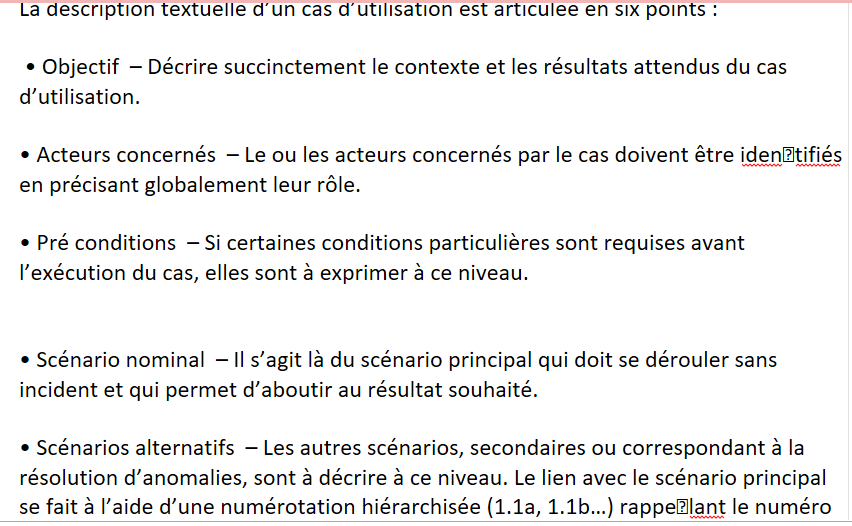 La description textuelle d’un cas d’utilisation est articulée en six points :
• Objectif – Décrire succinctement le contexte et les résultats attendus du cas
d’utilisation.
• Acteurs concernés – Le ou les acteurs concernés par le cas doivent être iden�tifiés
en précisant globalement leur rôle.
• Pré conditions – Si certaines conditions particulières sont requises avant
l’exécution du cas, elles sont à exprimer à ce niveau.
• Scénario nominal – Il s’agit là du scénario principal qui doit se dérouler sans
incident et qui permet d’aboutir au résultat souhaité.
• Scénarios alternatifs – Les autres scénarios, secondaires ou correspondant à la
résolution d’anomalies, sont à décrire à ce niveau. Le lien avec le scénario principal
se fait à l’aide d’une numérotation hiérarchisée (1.1a, 1.1b…) rappe�lant le numéro